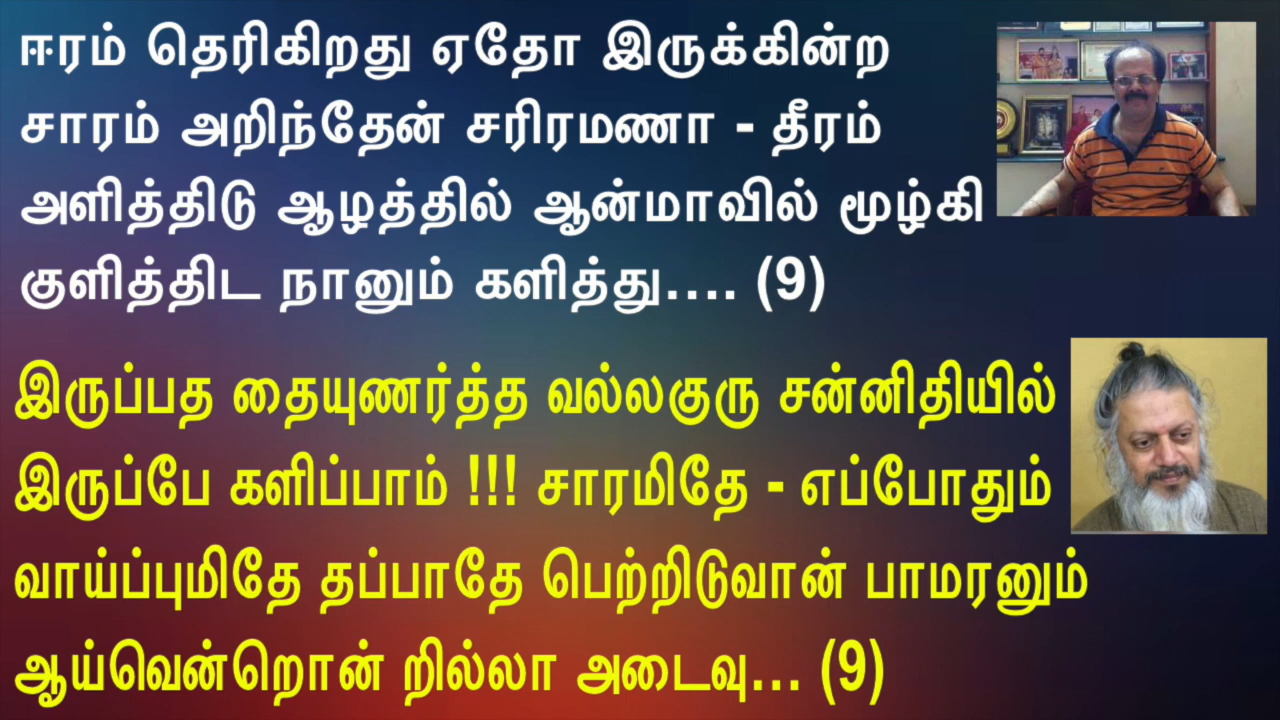 ஈரம் தெரிகிறது ஏதோ இருக்கின்ற
சாரம் அறிந்தேன் சரிரமணா - தீரம்
அளித்திடு ஆழத்தில் ஆன்மாவில் மூழ்கி
குளித்திட நானும் களித்து.... (9)
இருப்பத தையுணர்த்த வல்லகுரு சன்னிதியில்
இருப்பே களிப்பாம் !!! சாரமிதே - எப்போதும்
வாய்ப்புமிதே தப்பாதே பெற்றிடுவான் பாமரனும்
ஆய்வென்றொன் றில்லா அடைவு... (9)